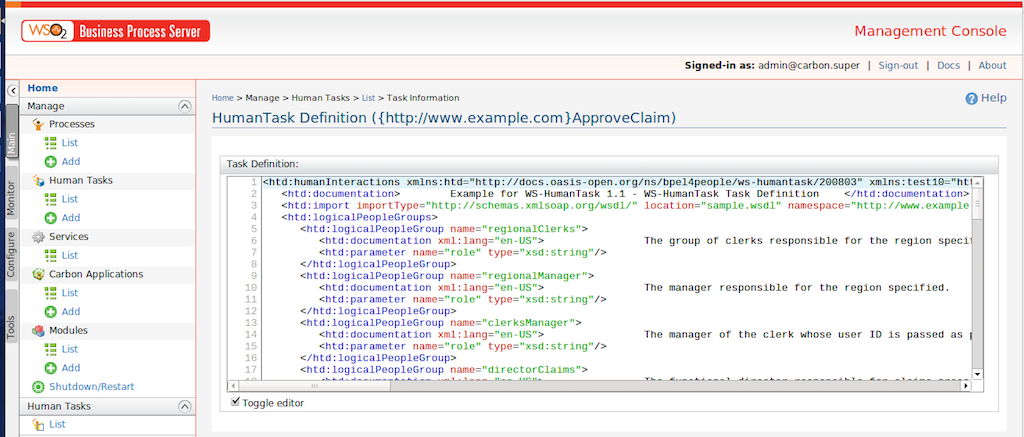 WSO2 Business Process Server
Management Console
Signed-in as: admin@carbon.super | Sign-out | Docs | About
Main
Monitor
Configure
Tools
Home
Manage
Processes
List
Add
Human Tasks
List
Add
Services
List
Carbon Applications
List
Add
Modules
List
Add
Shutdown/Restart
Human Tasks
List
Home > Manage > Human Tasks > List > Task Information
Help
HumanTask Definition ({http://www.example.com}ApproveClaim)
Task Definition:
1 <htd:humanInteractions xmlns:htd="http://docs.oasis-open.org/ns/bpel4people/ws-humantask/200803" xmlns:test10="htt
2 <htd:documentation> Example for WS-HumanTask 1.1 - WS-HumanTask Task Definition </htd:documentation>
3 <htd:import importType="http://schemas.xmlsoap.org/wsdl/" location="sample.wsdl" namespace="http://www.example
4 <htd:logicalPeopleGroups>
5 <htd:logicalPeopleGroup name="regionalClerks">
6 <htd:documentation xml:lang="en-US"> The group of clerks responsible for the region specif
7 <htd:parameter name="role" type="xsd:string"/>
8 </htd:logicalPeopleGroup>
9 <htd:logicalPeopleGroup name="regionalManager">
10 <htd:documentation xml:lang="en-US"> The manager responsible for the region specified.
11 <htd:parameter name="role" type="xsd:string"/>
12 </htd:logicalPeopleGroup>
13 <htd:logicalPeopleGroup name="clerksManager">
14 <htd:documentation xml:lang="en-US"> The manager of the clerk whose user ID is passed as p
15 <htd:parameter name="role" type="xsd:string"/>
16 </htd:logicalPeopleGroup>
17 <htd:logicalPeopleGroup name="directorClaims">
Toggle editor